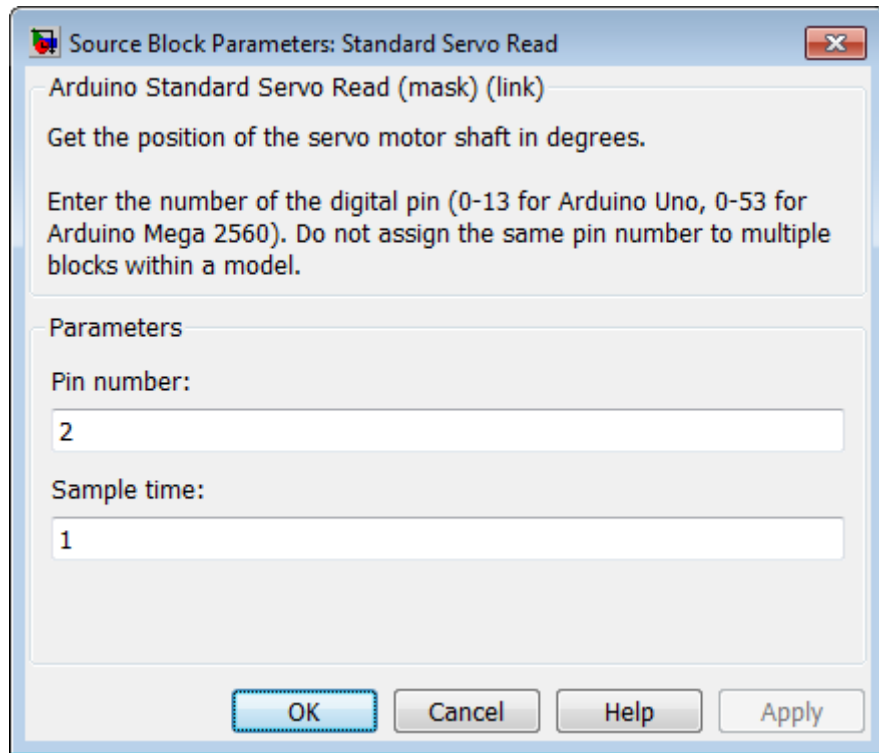 Source Block Parameters: Standard Servo Read
Arduino Standard Servo Read (mask) (link)
Get the position of the servo motor shaft in degrees.
Enter the number of the digital pin (0-13 for Arduino Uno, 0-53 for
Arduino Mega 2560). Do not assign the same pin number to multiple
blocks within a model.
Parameters
Pin number:
2
Sample time:
1
OK Cancel Help Apply